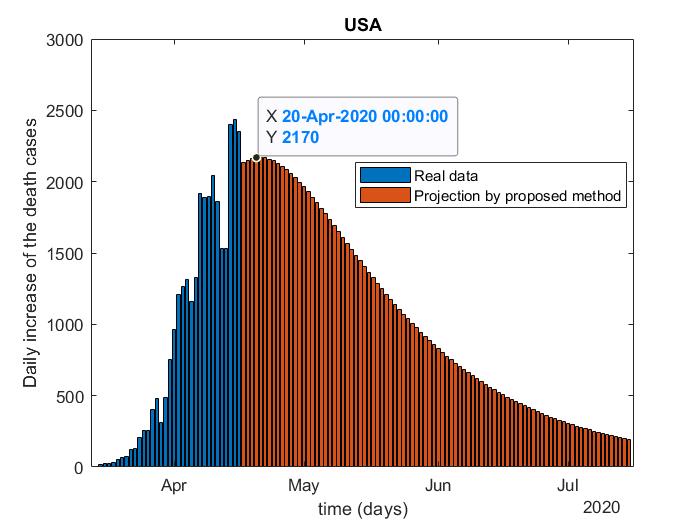 USA
3000
2500
2000
1500
1000
500
0
Daily increase of the death cases
X 20-Apr-2020 00:00:00
Y 2170
Real data
Projection by proposed method
Apr
May
Jun
Jul
time (days)
2020